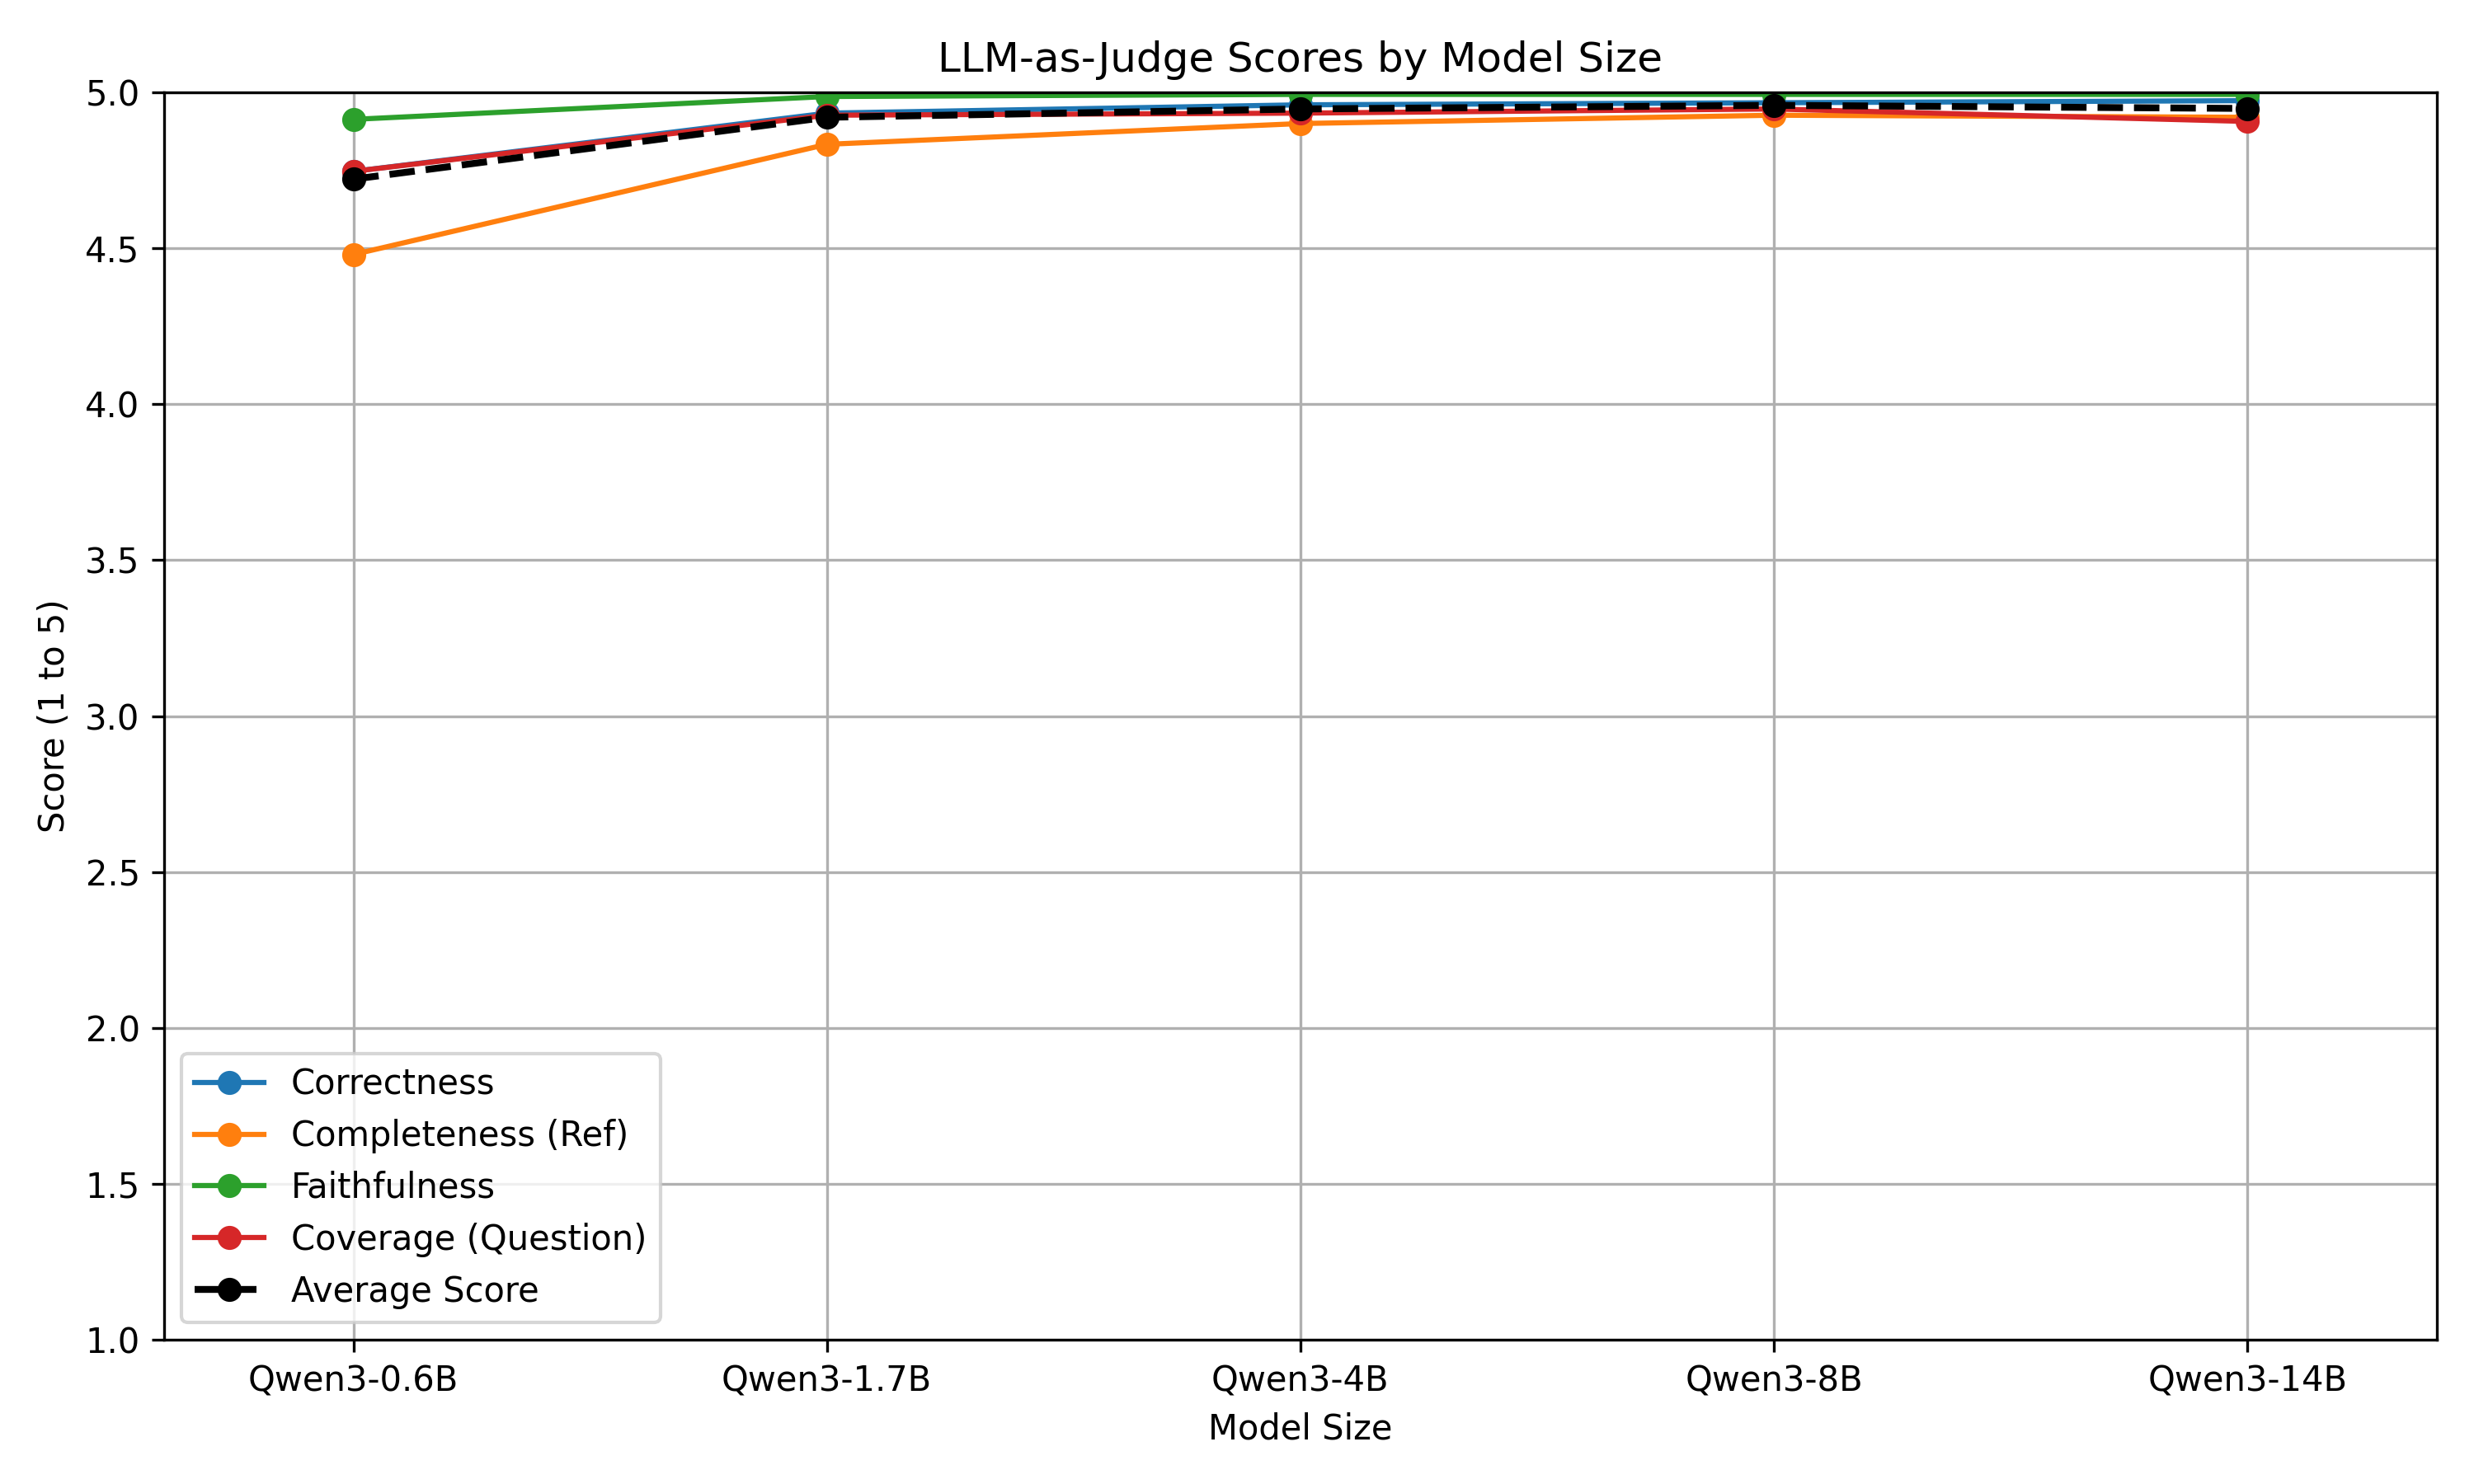 LLM-as-Judge Scores by Model Size
5.0
4.5
4.0
3.5
3.0
2.5
2.0
1.5
1.0
Score (1 to 5)
Correctness
Completeness (Ref)
Faithfulness
Coverage (Question)
Average Score
Qwen3-0.6B
Qwen3-1.7B
Qwen3-4B
Qwen3-8B
Qwen3-14B
Model Size